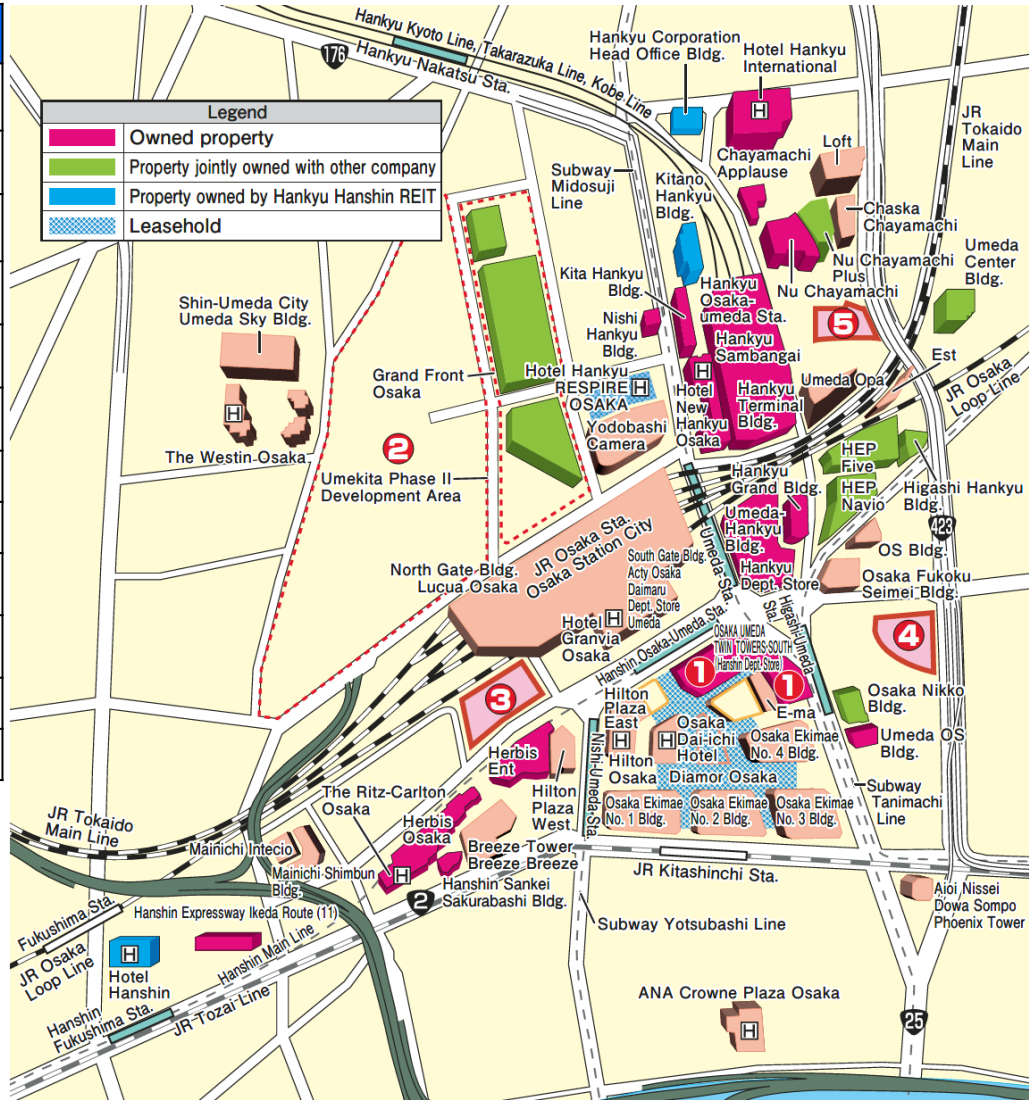 Hankyu Kyoto Line, Takarazuka Line, Kobe Line
176
Hankyu Nakatsu Sta.
Hankyu Corporation
Head Office Bldg.
Hotel Hankyu
International
H
Legend
Owned property
Property jointly owned with other company
Property owned by Hankyu Hanshin REIT
Leasehold
JR
Tokaido
Main
Line
Loft
Chayamachi
Applause
Subway
Midosuji
Line
Kitano
Hankyu
Bldg.
Chaska
Chayamachi
Nu Chayamachi
Plus
Nu Chayamachi
Umeda
Center
Bldg.
Kita Hankyu
Bldg.
Hankyu
Osaka-
umeda Sta.
Shin-Umeda City
Umeda Sky Bldg.
Nishi
Hankyu
Bldg.
Hankyu
Sambangai
5
Est
JR Osaka
Loop-Line
Grand Front
Osaka
Hotel Hankyu
RESPIRE
OSAKA
H
H
Hotel
New
Hankyu
Osaka
Hankyu
Terminal
Bldg.
Umeda Opa
H
The Westin Osaka
2
Umekita Phase II
Development Area
Yodobashi
Camera
HEP
Five
HEP
Navio
Higashi Hankyu
Bldg.
Hankyu
Grand Bldg.
Umeda-
Hankyu
Bldg.
Hankyu
Dept. Store
423
OS Bldg.
Osaka Fukoku
Seimei Bldg.
JR Osaka Sta.
Osaka Station City
North Gate Bldg.
Lucua Osaka
South Gate Bldg.
Acty Osaka
Daimaru
Dept. Store
Umeda
Umeda Sta.
Hotel
Granvia
Osaka
H
Hanshin Osaka-Umeda Sta.
Higashi-Umeda
Sta.
OSAKA UMEDA
TWIN TOWERS SOUTH
(Hanshin Dept. Store)
1
1
4
3
Hilton
Plaza
East
H
Hilton
Osaka
H
Osaka
Dai-ichi
Hotel
E-ma
Osaka Ekimae
No. 4 Bldg.
Osaka Nikko
Bldg.
Umeda OS
Bldg.
Herbis
Ent
Hilton
Plaza
West
Nishi-Umeda Sta.
Diamor Osaka
Osaka Ekimae
No. 1 Bldg.
Osaka Ekimae
No. 2 Bldg.
Osaka Ekimae
No. 3 Bldg.
Subway
Tanimachi
Line
The Ritz-Carlton
Osaka
Herbis
Osaka
H
Breeze Tower
Breeze Breeze
JR Tokaido
Main Line
Mainichi Intecio
Mainichi Shimbun
Bldg.
JR Kitashinchi Sta.
Hanshin Sankei
Sakurabashi Bldg.
2
Aioi Nissei
Dowa Sompo
Phoenix Tower
Fukushima Sta.
JR Osaka
Loop Line
Hanshin Expressway Ikeda Route (11)
Subway Yotsubashi Line
H
Hotel
Hanshin
Hanshin Main Line
Hanshin
Fukushima Sta.
JR Tozai Line
ANA Crowne Plaza Osaka
H
25